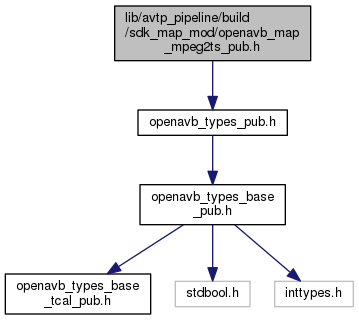 lib/avtp_pipeline/build
/sdk_map_mod/openavb_map
_mpeg2ts_pub.h
openavb_types_pub.h
openavb_types_base
_pub.h
openavb_types_base
_tcal_pub.h
stdbool.h
inttypes.h